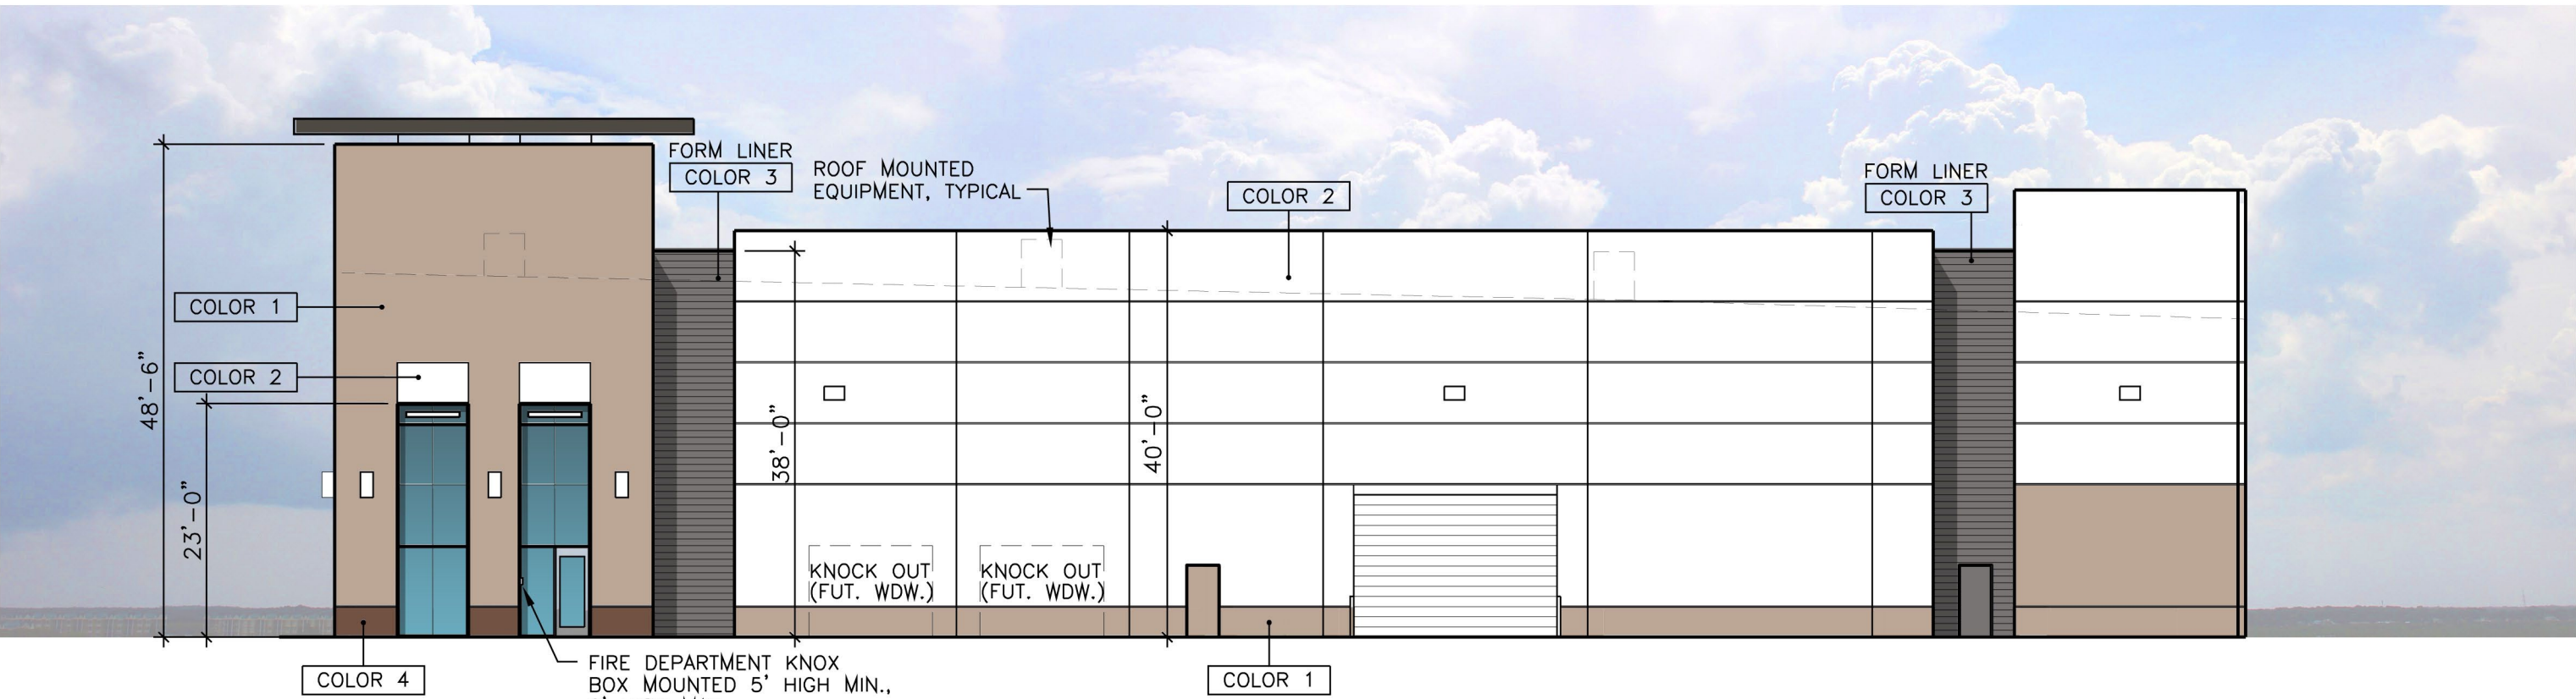 FORM LINER
COLOR 3
ROOF MOUNTED
EQUIPMENT, TYPICAL
COLOR 2
FORM LINER
COLOR 3
COLOR 1
COLOR 2
48'-6"
23'-0"
38'-0"
40'-0"
KNOCK OUT
(FUT. WDW.)
KNOCK OUT
(FUT. WDW.)
COLOR 4
FIRE DEPARTMENT KNOX
BOX MOUNTED 5' HIGH MIN.,
COLOR 1